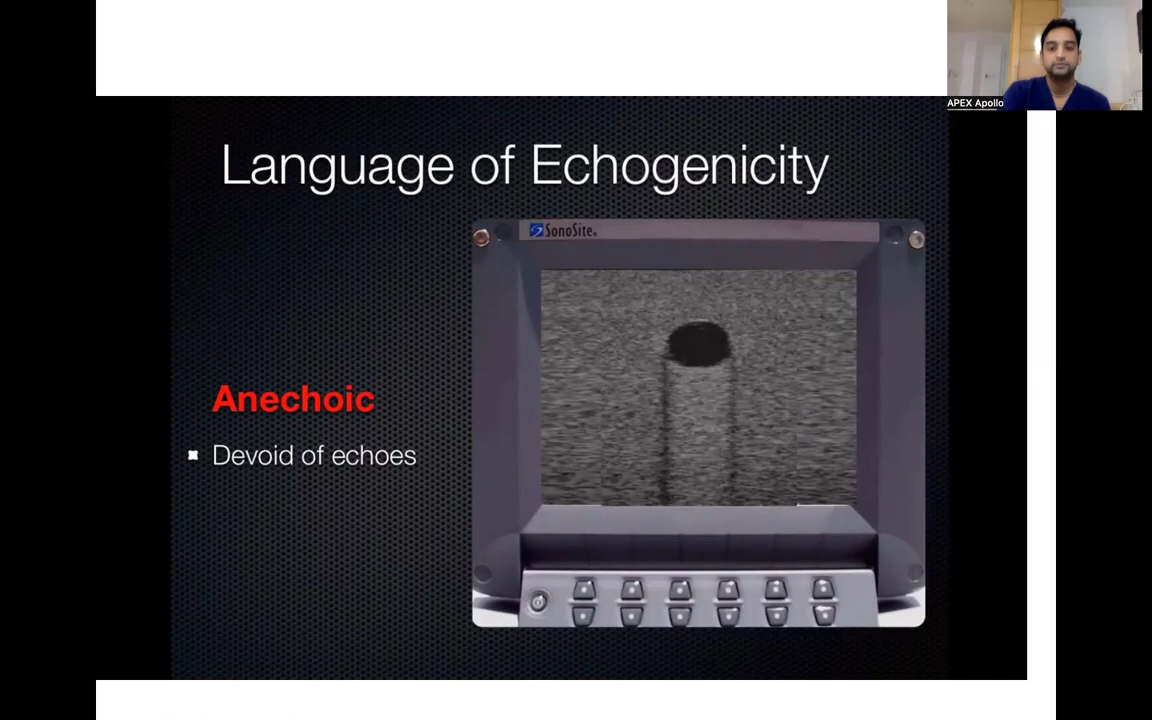 APEX Apollo
Language of Echogenicity
SonoSite
Anechoic
Devoid of echoes